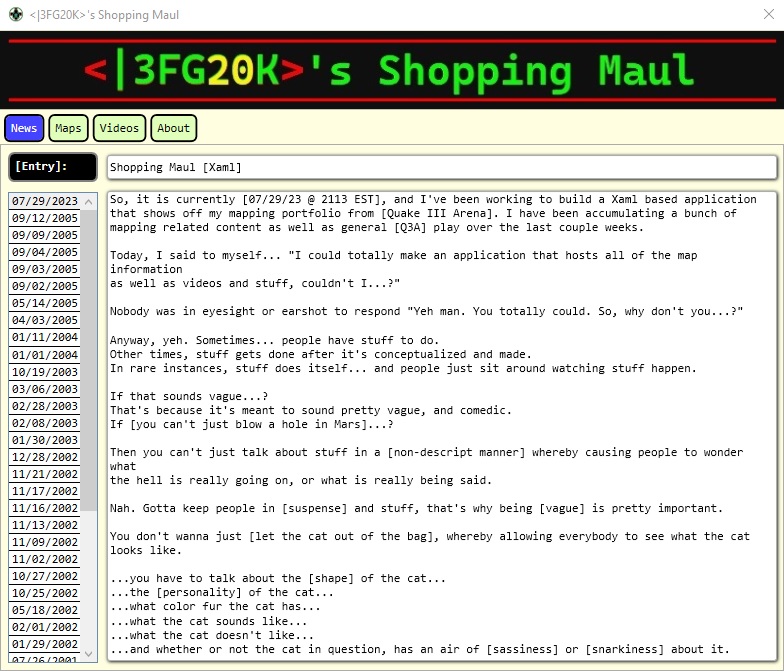 <|3FG20K>'s Shopping Maul
<|3FG20K>'s Shopping Maul
News Maps Videos About
[Entry]: Shopping Maul [Xaml]
07/29/2023
09/12/2005
09/09/2005
09/04/2005
09/03/2005
09/02/2005
05/14/2005
04/03/2005
01/11/2004
01/01/2004
10/19/2003
03/06/2003
02/28/2003
02/08/2003
01/30/2003
12/28/2002
11/21/2002
11/17/2002
11/16/2002
11/13/2002
11/09/2002
11/02/2002
10/27/2002
10/25/2002
05/18/2002
02/01/2002
01/29/2002
07/26/2001
So, it is currently [07/29/23 @ 2113 EST], and I've been working to build a Xaml based application
that shows off my mapping portfolio from [Quake III Arena]. I have been accumulating a bunch of
mapping related content as well as general [Q3A] play over the last couple weeks.
Today, I said to myself... "I could totally make an application that hosts all of the map
information
as well as videos and stuff, couldn't I...?"
Nobody was in eyesight or earshot to respond "Yeh man. You totally could. So, why don't you...?"
Anyway, yeh. Sometimes... people have stuff to do.
Other times, stuff gets done after it's conceptualized and made.
In rare instances, stuff does itself... and people just sit around watching stuff happen.
If that sounds vague...?
That's because it's meant to sound pretty vague, and comedic.
If [you can't just blow a hole in Mars]...?
Then you can't just talk about stuff in a [non-descript manner] whereby causing people to wonder
what
the hell is really going on, or what is really being said.
Nah. Gotta keep people in [suspense] and stuff, that's why being [vague] is pretty important.
You don't wanna just [let the cat out of the bag], whereby allowing everybody to see what the cat
looks like.
...you have to talk about the [shape] of the cat...
...the [personality] of the cat...
...what color fur the cat has...
...what the cat sounds like...
...what the cat doesn't like...
...and whether or not the cat in question, has an air of [sassiness] or [snarkiness] about it.